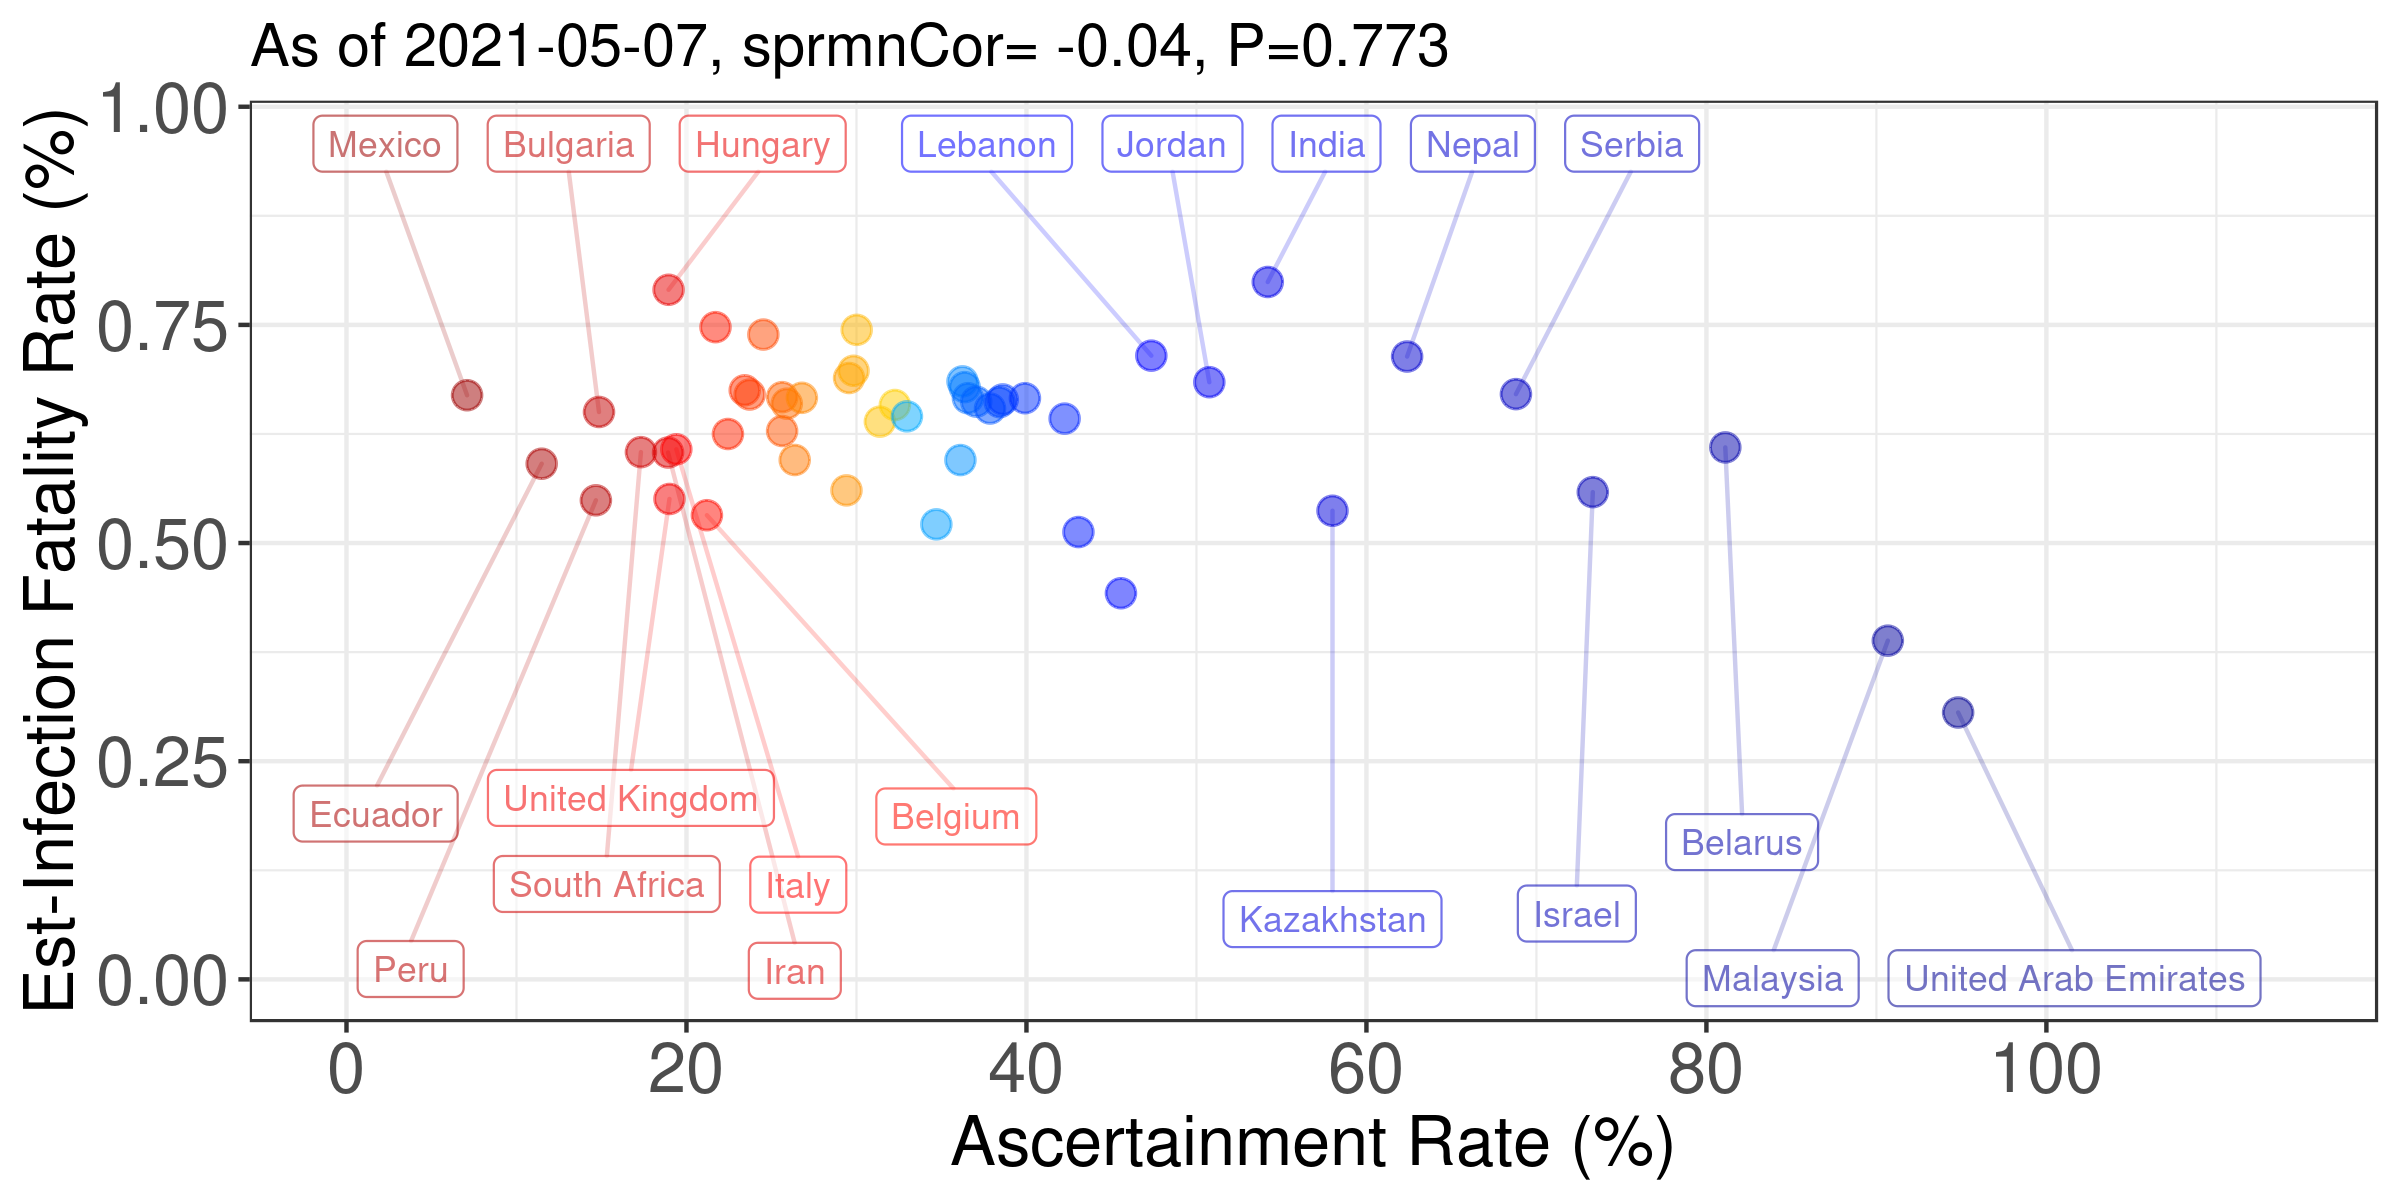 As of 2021-05-07, sprmnCor= -0.04, P=0.773
Est-Infection Fatality Rate (%)
1.00
0.75
0.50
0.25
0.00
Mexico
Bulgaria
Hungary
Lebanon
Jordan
India
Nepal
Serbia
Ecuador
United Kingdom
Belgium
South Africa
Italy
Peru
Iran
Kazakhstan
Israel
Belarus
Malaysia
United Arab Emirates
0
20
40
60
80
100
Ascertainment Rate (%)